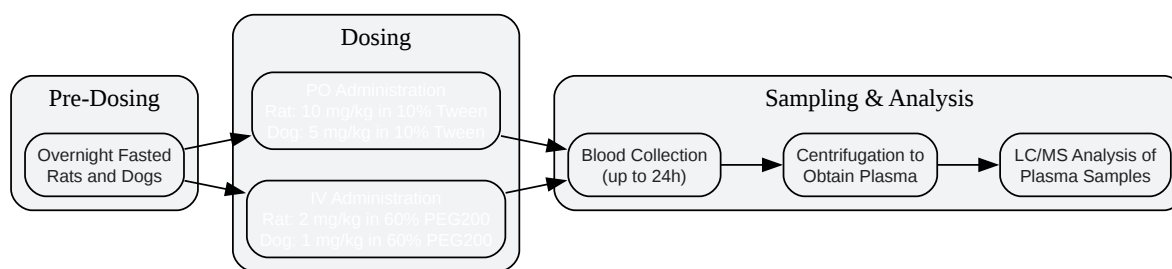 Pre-Dosing
Overnight Fasted
Rats and Dogs
Dosing
PO Administration
Rat: 10 mg/kg in 10% Tween
Dog: 5 mg/kg in 10% Tween
IV Administration
Rat: 2 mg/kg in 60% PEG200
Dog: 1 mg/kg in 60% PEG200
Sampling & Analysis
Blood Collection
(up to 24h)
Centrifugation to
Obtain Plasma
LC/MS Analysis of
Plasma Samples